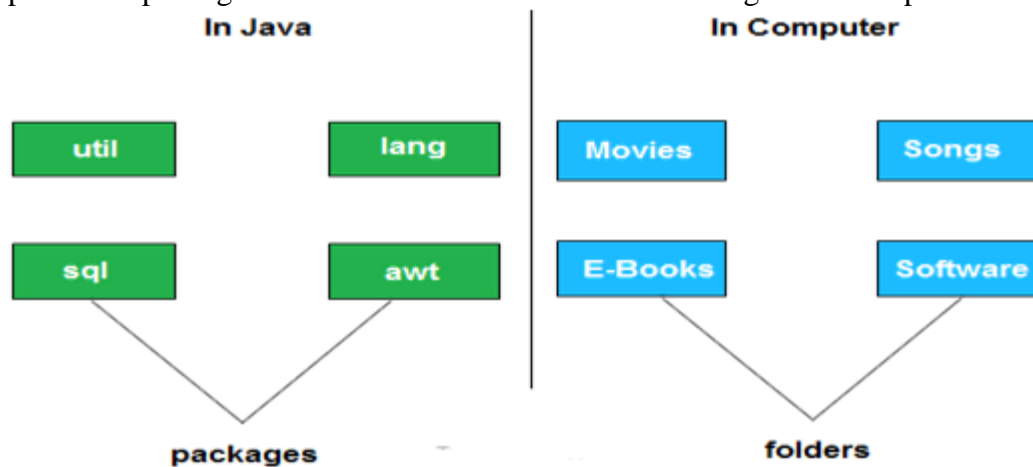 In Java
In Computer
util
lang
Movies
Songs
sql
awt
E-Books
Software
packages
folders